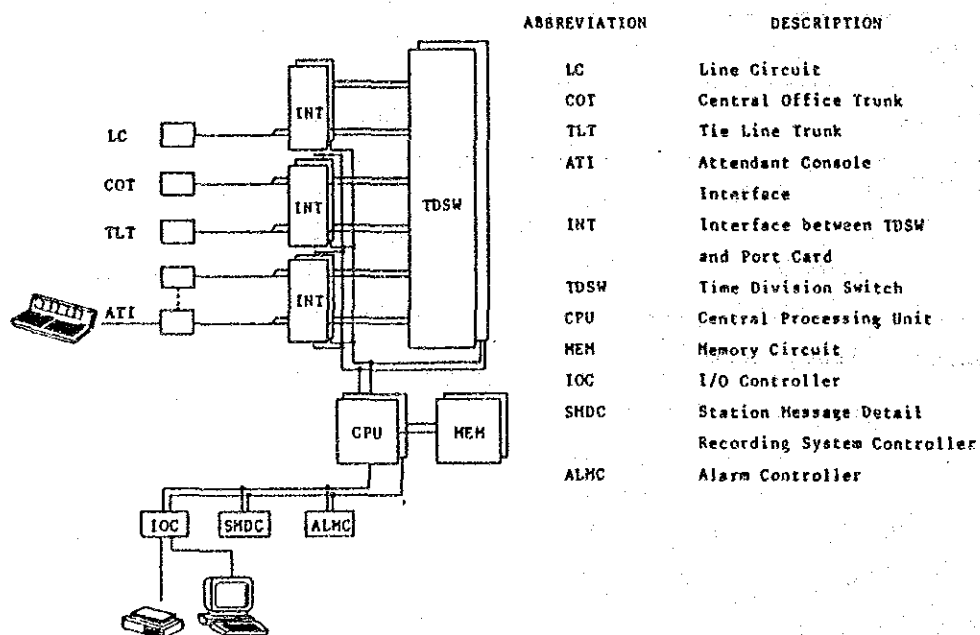 ABBREVIATION DESCRIPTION
LC Line Circuit
COT Central Office Trunk
TLT Tie Line Trunk
ATI Attendant Console
Interface
INT Interface between TDSW
and Port Card
TDSW Time Division Switch
CPU Central Processing Unit
MEM Memory Circuit
IOC I/O Controller
SMDC Station Message Detail
Recording System Controller
ALMC Alarm Controller
INT
LC
COT
INT
TDSW
TLT
INT
ATI
CPU
MEM
IOC
SMDC
ALMC